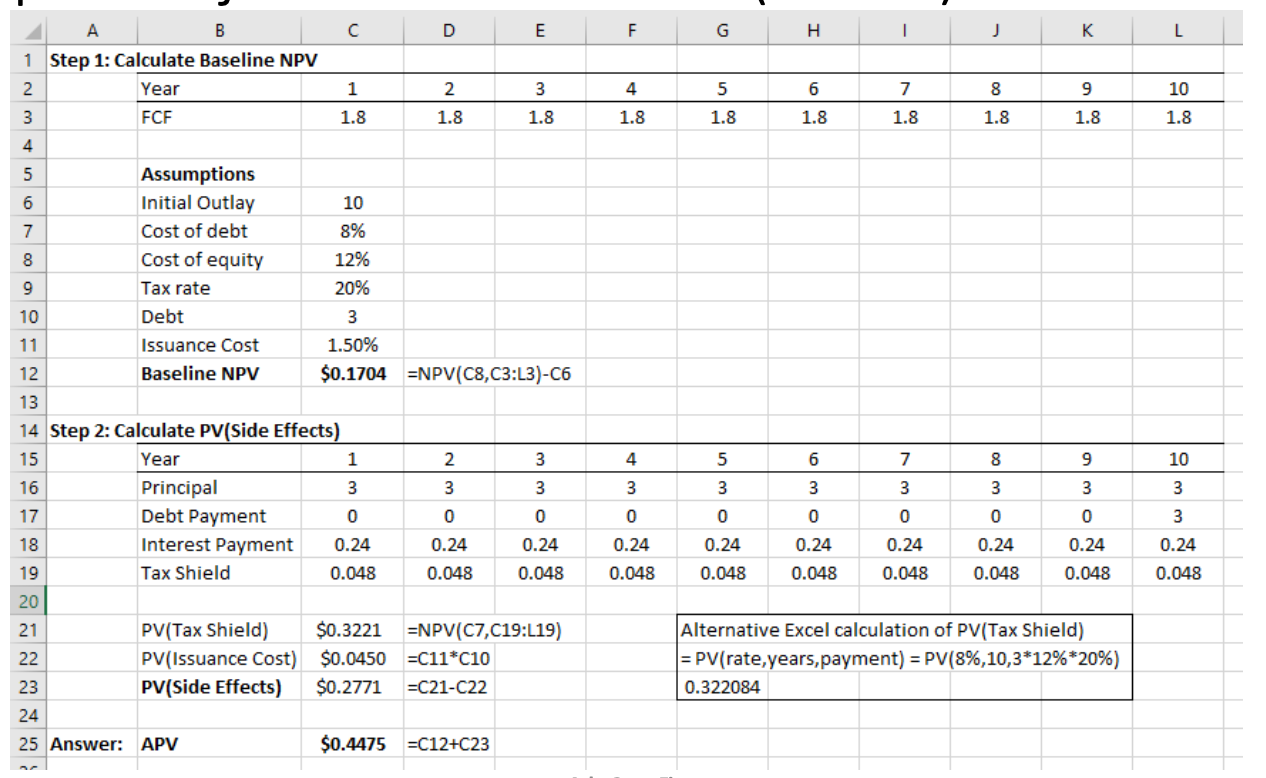 A B C D E F G H I J K L
1 Step 1: Calculate Baseline NPV
2 Year 1 2 3 4 5 6 7 8 9 10
3 FCF 1.8 1.8 1.8 1.8 1.8 1.8 1.8 1.8 1.8 1.8
4
5 Assumptions
6 Initial Outlay 10
7 Cost of debt 8%
8 Cost of equity 12%
9 Tax rate 20%
10 Debt 3
11 Issuance Cost 1.50%
12 Baseline NPV $0.1704 =NPV(C8,C3:L3)-C6
13
14 Step 2: Calculate PV(Side Effects)
15 Year 1 2 3 4 5 6 7 8 9 10
16 Principal 3 3 3 3 3 3 3 3 3 3
17 Debt Payment 0 0 0 0 0 0 0 0 0 3
18 Interest Payment 0.24 0.24 0.24 0.24 0.24 0.24 0.24 0.24 0.24 0.24
19 Tax Shield 0.048 0.048 0.048 0.048 0.048 0.048 0.048 0.048 0.048 0.048
20
21 PV(Tax Shield) $0.3221 =NPV(C7,C19:L19) Alternative Excel calculation of PV(Tax Shield)
22 PV(Issuance Cost) $0.0450 =C11*C10 = PV(rate,years,payment) = PV(8%,10,3*12%*20%)
23 PV(Side Effects) $0.2771 =C21-C22 0.322084
24
25 Answer: APV $0.4475 =C12+C23